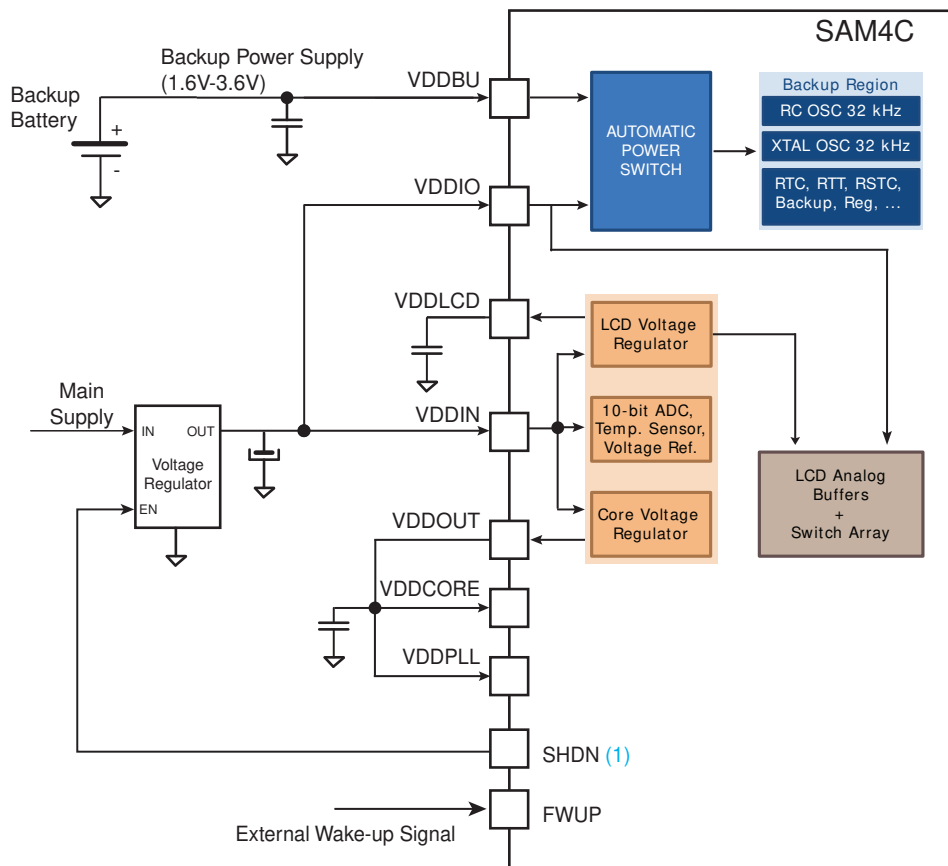 SAM4C
Backup Power Supply
(1.6V-3.6V)
VDDBU
Backup
Battery
+
-
AUTOMATIC
POWER
SWITCH
Backup Region
RC OSC 32 kHz
XTAL OSC 32 kHz
RTC, RTT, RSTC,
Backup, Reg, ...
VDDIO
VDDLCD
LCD Voltage
Regulator
Main
Supply
IN
OUT
Voltage
Regulator
EN
VDDIN
10-bit ADC,
Temp. Sensor,
Voltage Ref.
LCD Analog
Buffers
+
Switch Array
VDDOUT
Core Voltage
Regulator
VDDCORE
VDDPLL
SHDN (1)
FWUP
External Wake-up Signal